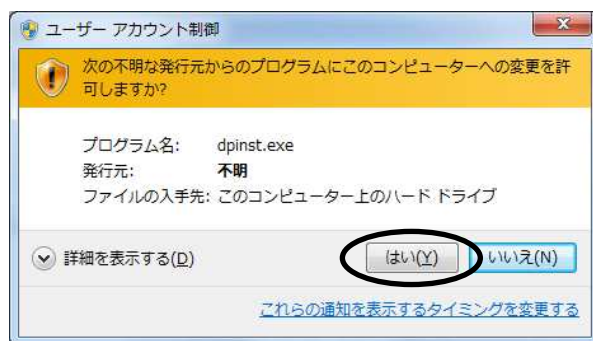 ユーザー アカウント制御
次の不明な発行元からのプログラムにこのコンピューターへの変更を許
可しますか?
プログラム名: dpinst.exe
発行元: 不明
ファイルの入手先: このコンピューター上のハード ドライブ
詳細を表示する(D) はい(Y) いいえ(N)
これらの通知を表示するタイミングを変更する